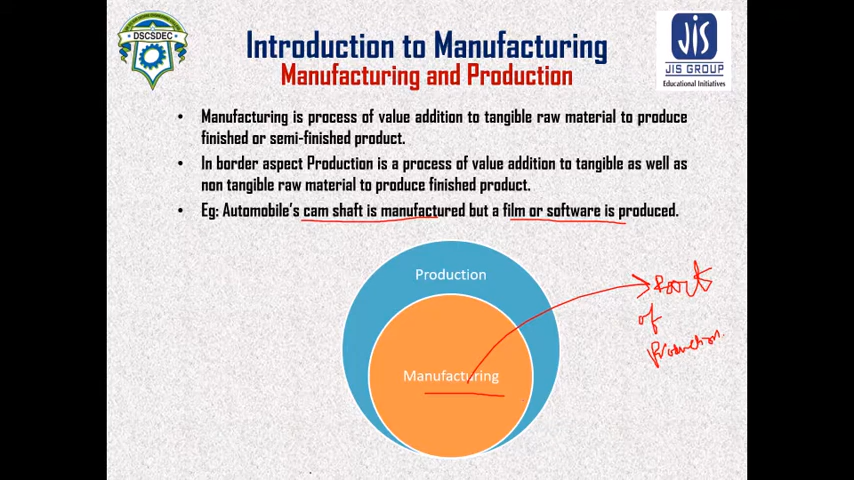 DSCSDEC
JIS
JIS GROUP
Educational Initiatives
Introduction to Manufacturing
Manufacturing and Production
• Manufacturing is process of value addition to tangible raw material to produce
finished or semi-finished product.
• In border aspect Production is a process of value addition to tangible as well as
non tangible raw material to produce finished product.
• Eg: Automobile's cam shaft is manufactured but a film or software is produced.
Production
Manufacturing
Part
of
Production.